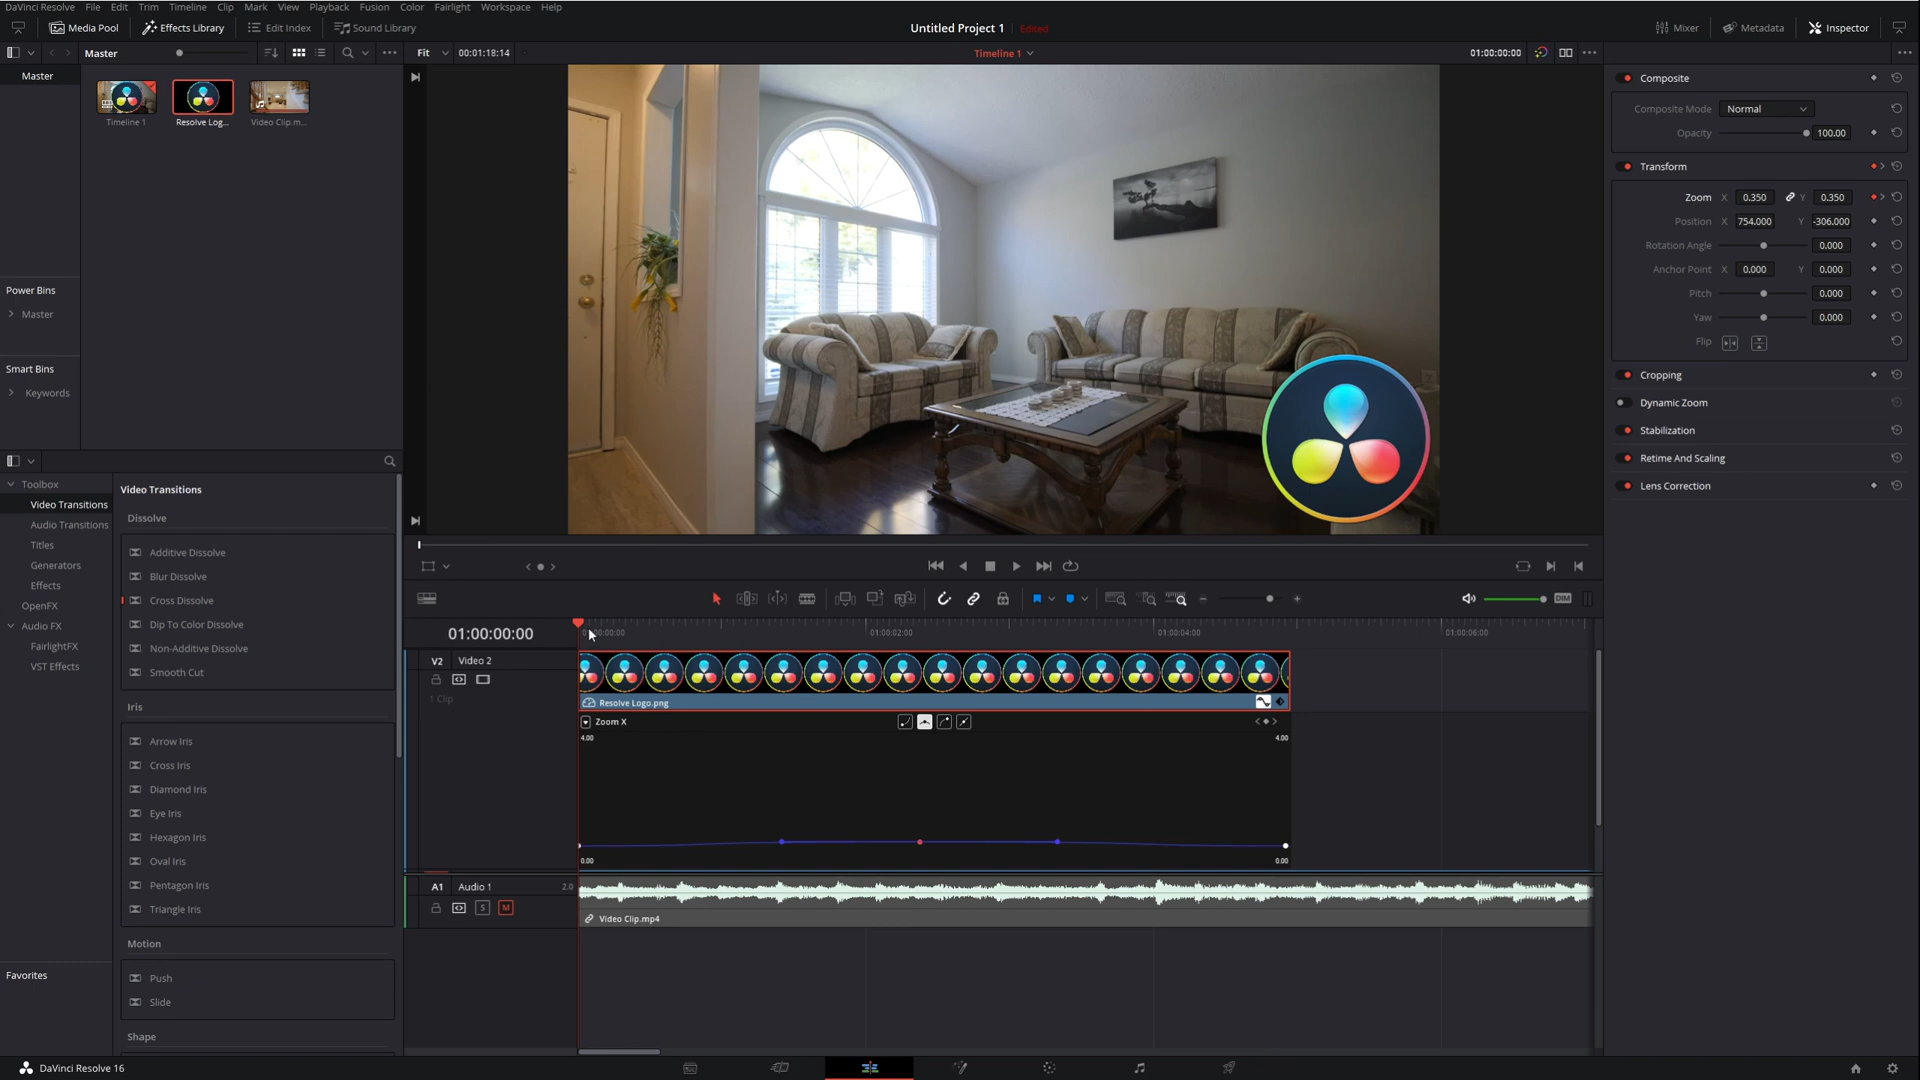 DaVinci Resolve File Edit Trim Timeline Clip Mark View Playback Fusion Color Fairlight Workspace Help
Media Pool Effects Library Edit Index Sound Library Untitled Project 1 Edited Mixer Metadata Inspector
Master Fit 00:01:18:14 Timeline 1 01:00:00:00
Master
Timeline 1 Resolve Log... Video Clip.m...
Power Bins
Master
Smart Bins
Keywords
Composite
Composite Mode Normal
Opacity 100.00
Transform
Zoom X 0.350 Y 0.350
Position X 754.000 Y -306.000
Rotation Angle 0.000
Anchor Point X 0.000 Y 0.000
Pitch 0.000
Yaw 0.000
Flip
Cropping
Dynamic Zoom
Stabilization
Retime And Scaling
Lens Correction
Toolbox
Video Transitions
Audio Transitions
Titles
Generators
Effects
OpenFX
Audio FX
FairlightFX
VST Effects
Favorites
Video Transitions
Dissolve
Additive Dissolve
Blur Dissolve
Cross Dissolve
Dip To Color Dissolve
Non-Additive Dissolve
Smooth Cut
Iris
Arrow Iris
Cross Iris
Diamond Iris
Eye Iris
Hexagon Iris
Oval Iris
Pentagon Iris
Triangle Iris
Motion
Push
Slide
Shape
DIM
01:00:00:00 01:00:02:00 01:00:04:00 01:00:06:00
V2 Video 2
1 Clip
Resolve Logo.png
Zoom X
4.00 4.00
0.00 0.00
A1 Audio 1 2.0
S M
Video Clip.mp4
DaVinci Resolve 16